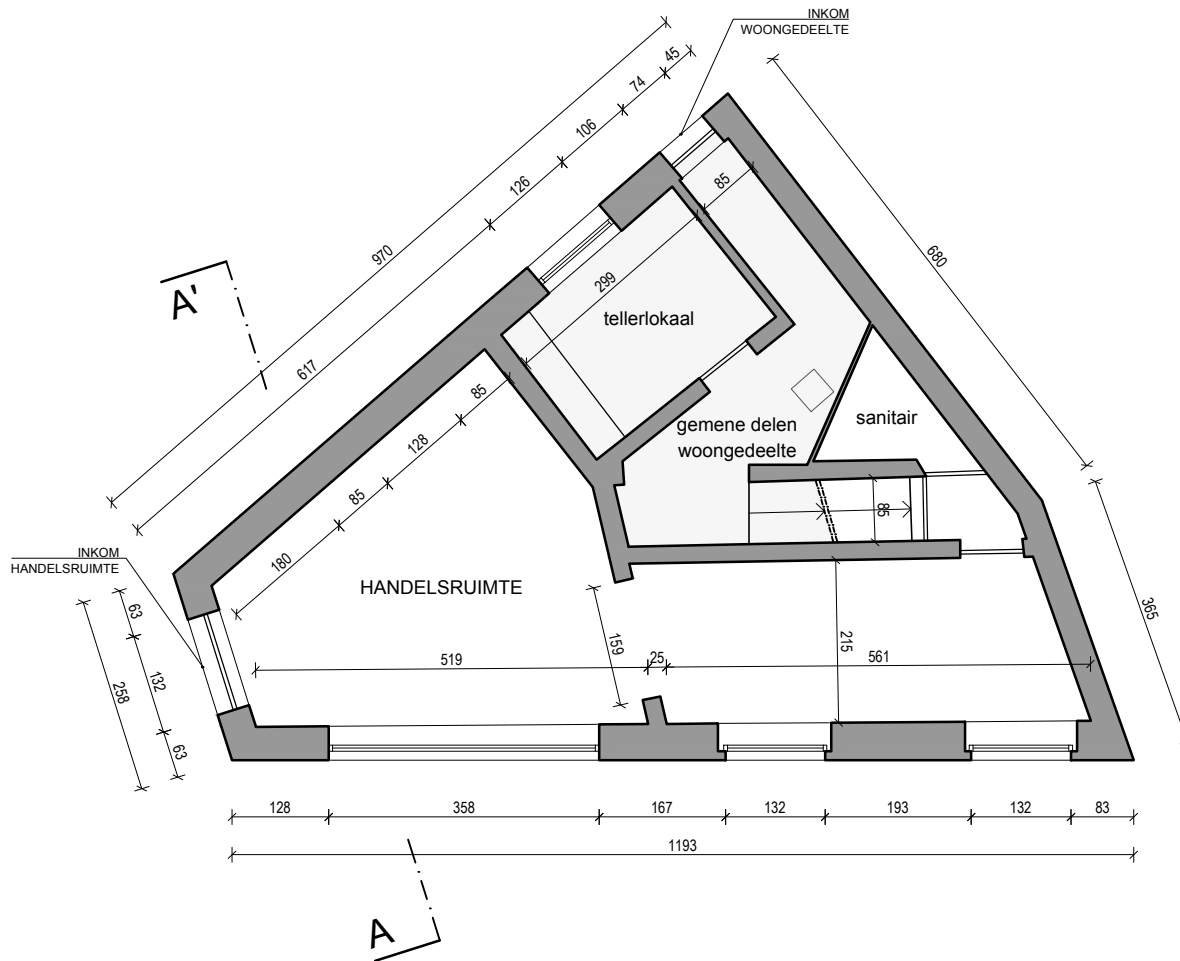 INKOM
WOONGEDEELTE
45
74
106
126
970
617
85
680
299
A'
tellerlokaal
85
128
85
180
gemene delen
woongedeelte
sanitair
85
INKOM
HANDELSRUIMTE
HANDELSRUIMTE
63
132
63
258
159
215
365
519
25
561
128
358
167
132
193
132
83
1193
A